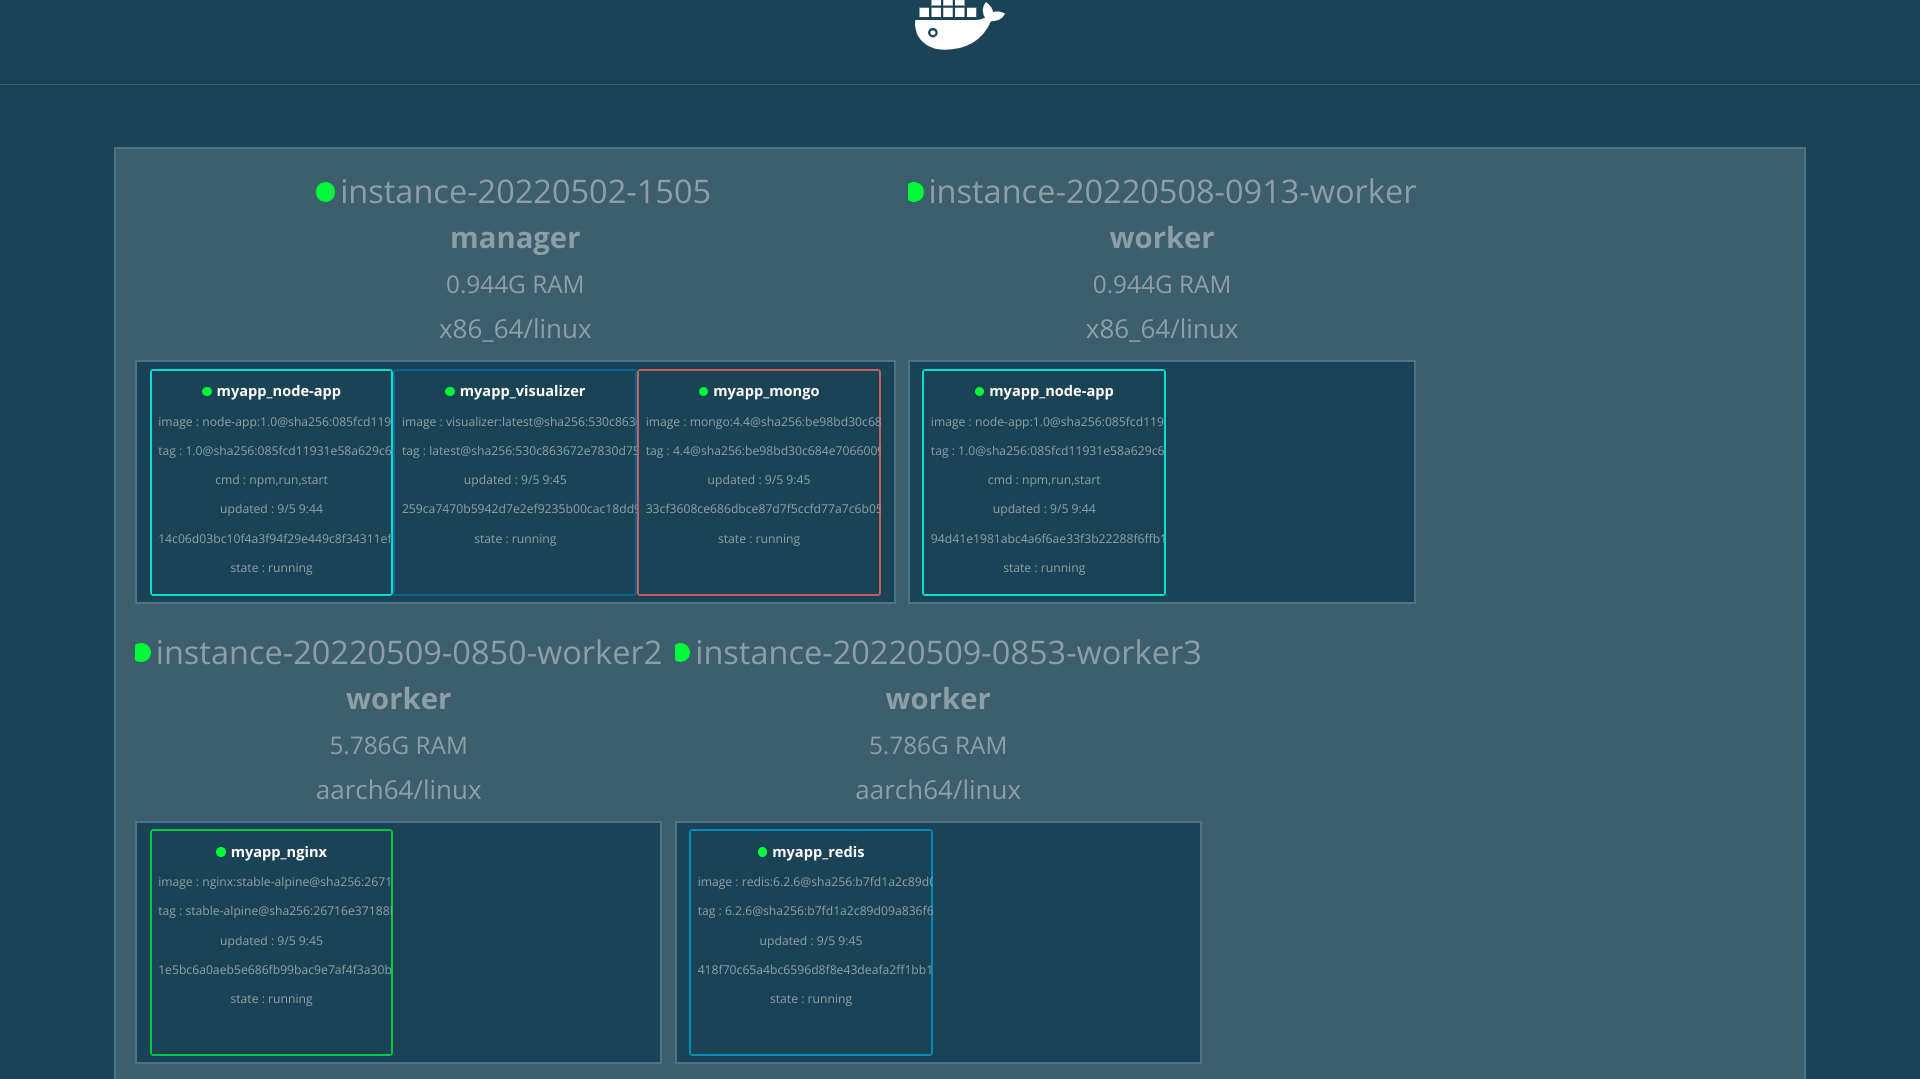 instance-20220502-1505
manager
0.944G RAM
x86_64/linux
myapp_node-app
image : node-app:1.0@sha256:085fcd119
tag : 1.0@sha256:085fcd11931e58a629c6
cmd : npm,run,start
updated : 9/5 9:44
14c06d03bc10f4a3f94f29e449c8f34311ef
state : running
myapp_visualizer
image : visualizer:latest@sha256:530c863
tag : latest@sha256:530c863672e7830d75
updated : 9/5 9:45
259ca7470b5942d7e2ef9235b00cac18dd9
state : running
myapp_mongo
image : mongo:4.4@sha256:be98bd30c68
tag : 4.4@sha256:be98bd30c684e7066009
updated : 9/5 9:45
33cf3608ce686dbce87d7f5ccfd77a7c6b05
state : running
instance-20220508-0913-worker
worker
0.944G RAM
x86_64/linux
myapp_node-app
image : node-app:1.0@sha256:085fcd119
tag : 1.0@sha256:085fcd11931e58a629c6
cmd : npm,run,start
updated : 9/5 9:44
94d41e1981abc4a6f6ae33f3b22288f6ffb1
state : running
instance-20220509-0850-worker2
worker
5.786G RAM
aarch64/linux
myapp_nginx
image : nginx:stable-alpine@sha256:2671
tag : stable-alpine@sha256:26716e37188
updated : 9/5 9:45
1e5bc6a0aeb5e686fb99bac9e7af4f3a30b
state : running
instance-20220509-0853-worker3
worker
5.786G RAM
aarch64/linux
myapp_redis
image : redis:6.2.6@sha256:b7fd1a2c89d0
tag : 6.2.6@sha256:b7fd1a2c89d09a836f6
updated : 9/5 9:45
418f70c65a4bc6596d8f8e43deafa2ff1bb1
state : running